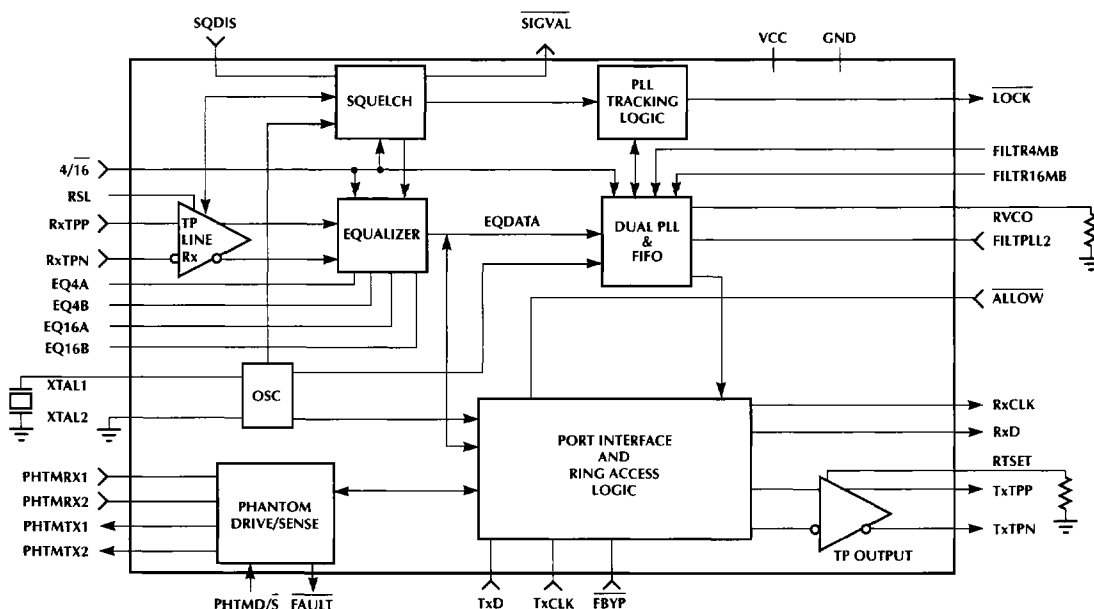 SQDIS
SIGVAL
VCC
GND
SQUELCH
PLL
TRACKING
LOGIC
LOCK
4/16
FILTR4MB
FILTR16MB
RSL
RxTPP
TP
LINE
Rx
RxTPN
EQUALIZER
EQDATA
DUAL PLL
&
FIFO
RVCO
FILTPLL2
EQ4A
EQ4B
EQ16A
EQ16B
ALLOW
XTAL1
XTAL2
OSC
PORT INTERFACE
AND
RING ACCESS
LOGIC
RxCLK
RxD
RTSET
TxTPP
TxTPN
TP OUTPUT
PHTMRX1
PHTMRX2
PHTMTX1
PHTMTX2
PHANTOM
DRIVE/SENSE
PHTMD/S
FAULT
TxD
TxCLK
FBYP